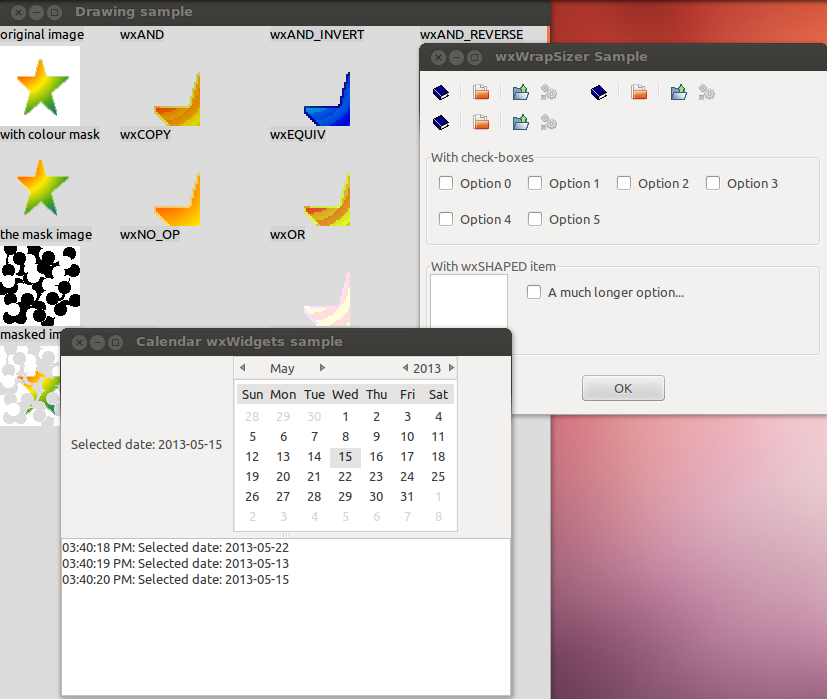 Drawing sample
original image wxAND wxAND_INVERT wxAND_REVERSE
with colour mask wxCOPY wxEQUIV
the mask image wxNO_OP wxOR
masked im
wxWrapSizer Sample
With check-boxes
Option 0 Option 1 Option 2 Option 3
Option 4 Option 5
With wxSHAPED item
A much longer option...
OK
Calendar wxWidgets sample
May 2013
Sun Mon Tue Wed Thu Fri Sat
28 29 30 1 2 3 4
5 6 7 8 9 10 11
12 13 14 15 16 17 18
19 20 21 22 23 24 25
26 27 28 29 30 31 1
2 3 4 5 6 7 8
Selected date: 2013-05-15
03:40:18 PM: Selected date: 2013-05-22
03:40:19 PM: Selected date: 2013-05-13
03:40:20 PM: Selected date: 2013-05-15